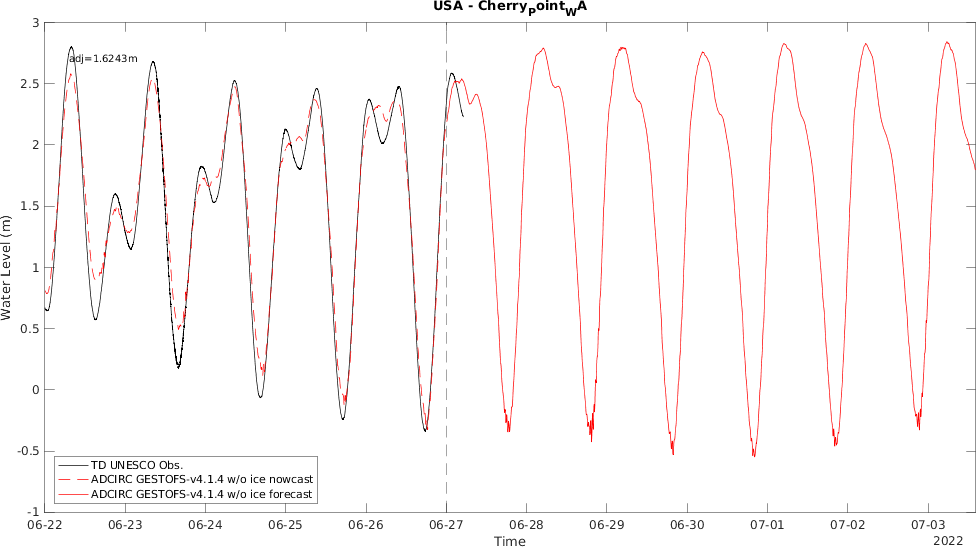 USA - CherryPointWA
adj=1.6243m
Water Level (m)
3
2.5
2
1.5
1
0.5
0
-0.5
-1
TD UNESCO Obs.
ADCIRC GESTOFS-v4.1.4 w/o ice nowcast
ADCIRC GESTOFS-v4.1.4 w/o ice forecast
06-22 06-23 06-24 06-25 06-26 06-27 06-28 06-29 06-30 07-01 07-02 07-03
Time
2022